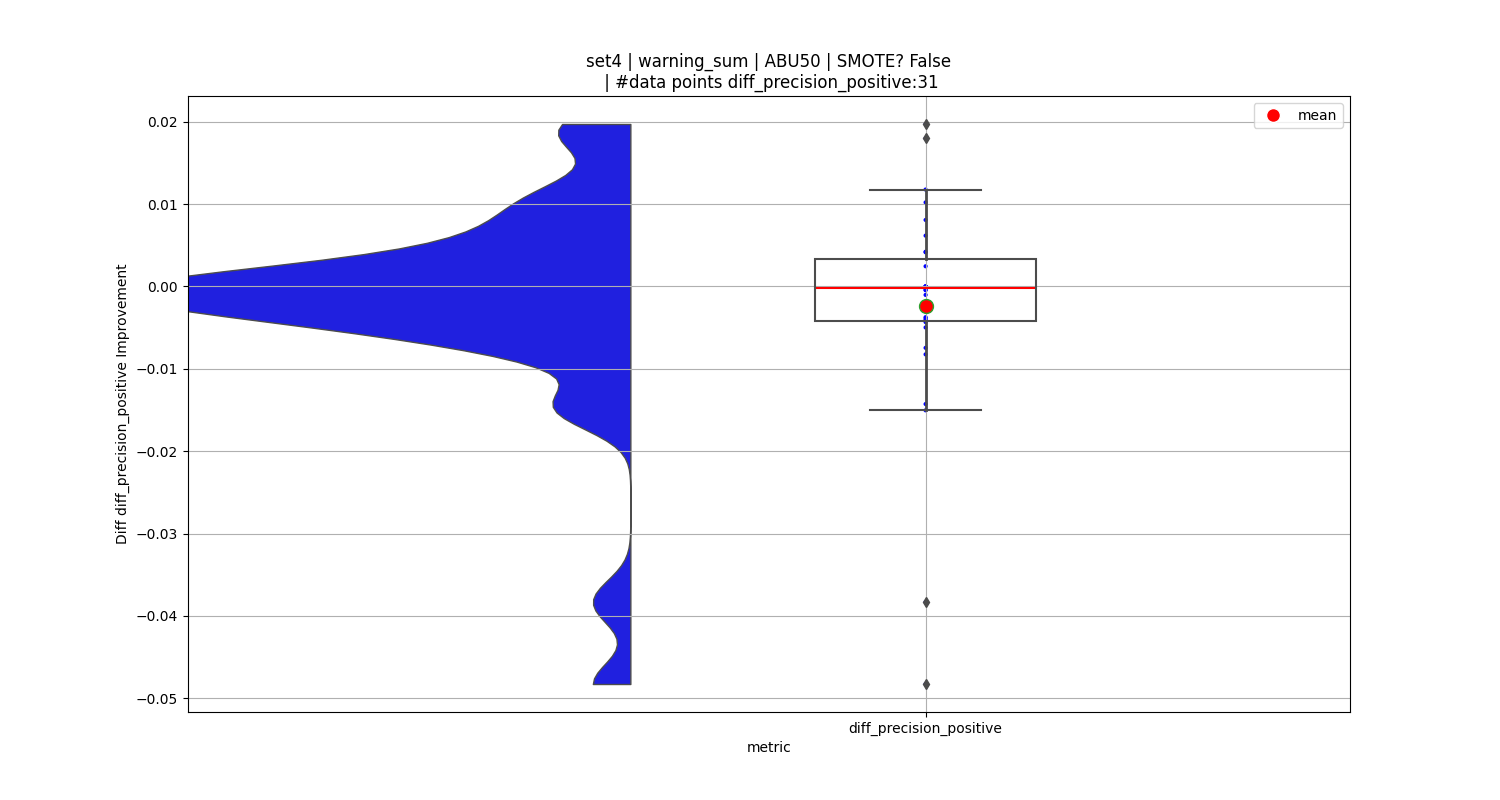 set4 | warning_sum | ABU50 | SMOTE? False
| #data points diff_precision_positive:31
mean
0.02
0.01
0.00
−0.01
−0.02
−0.03
−0.04
−0.05
Diff diff_precision_positive Improvement
diff_precision_positive
metric